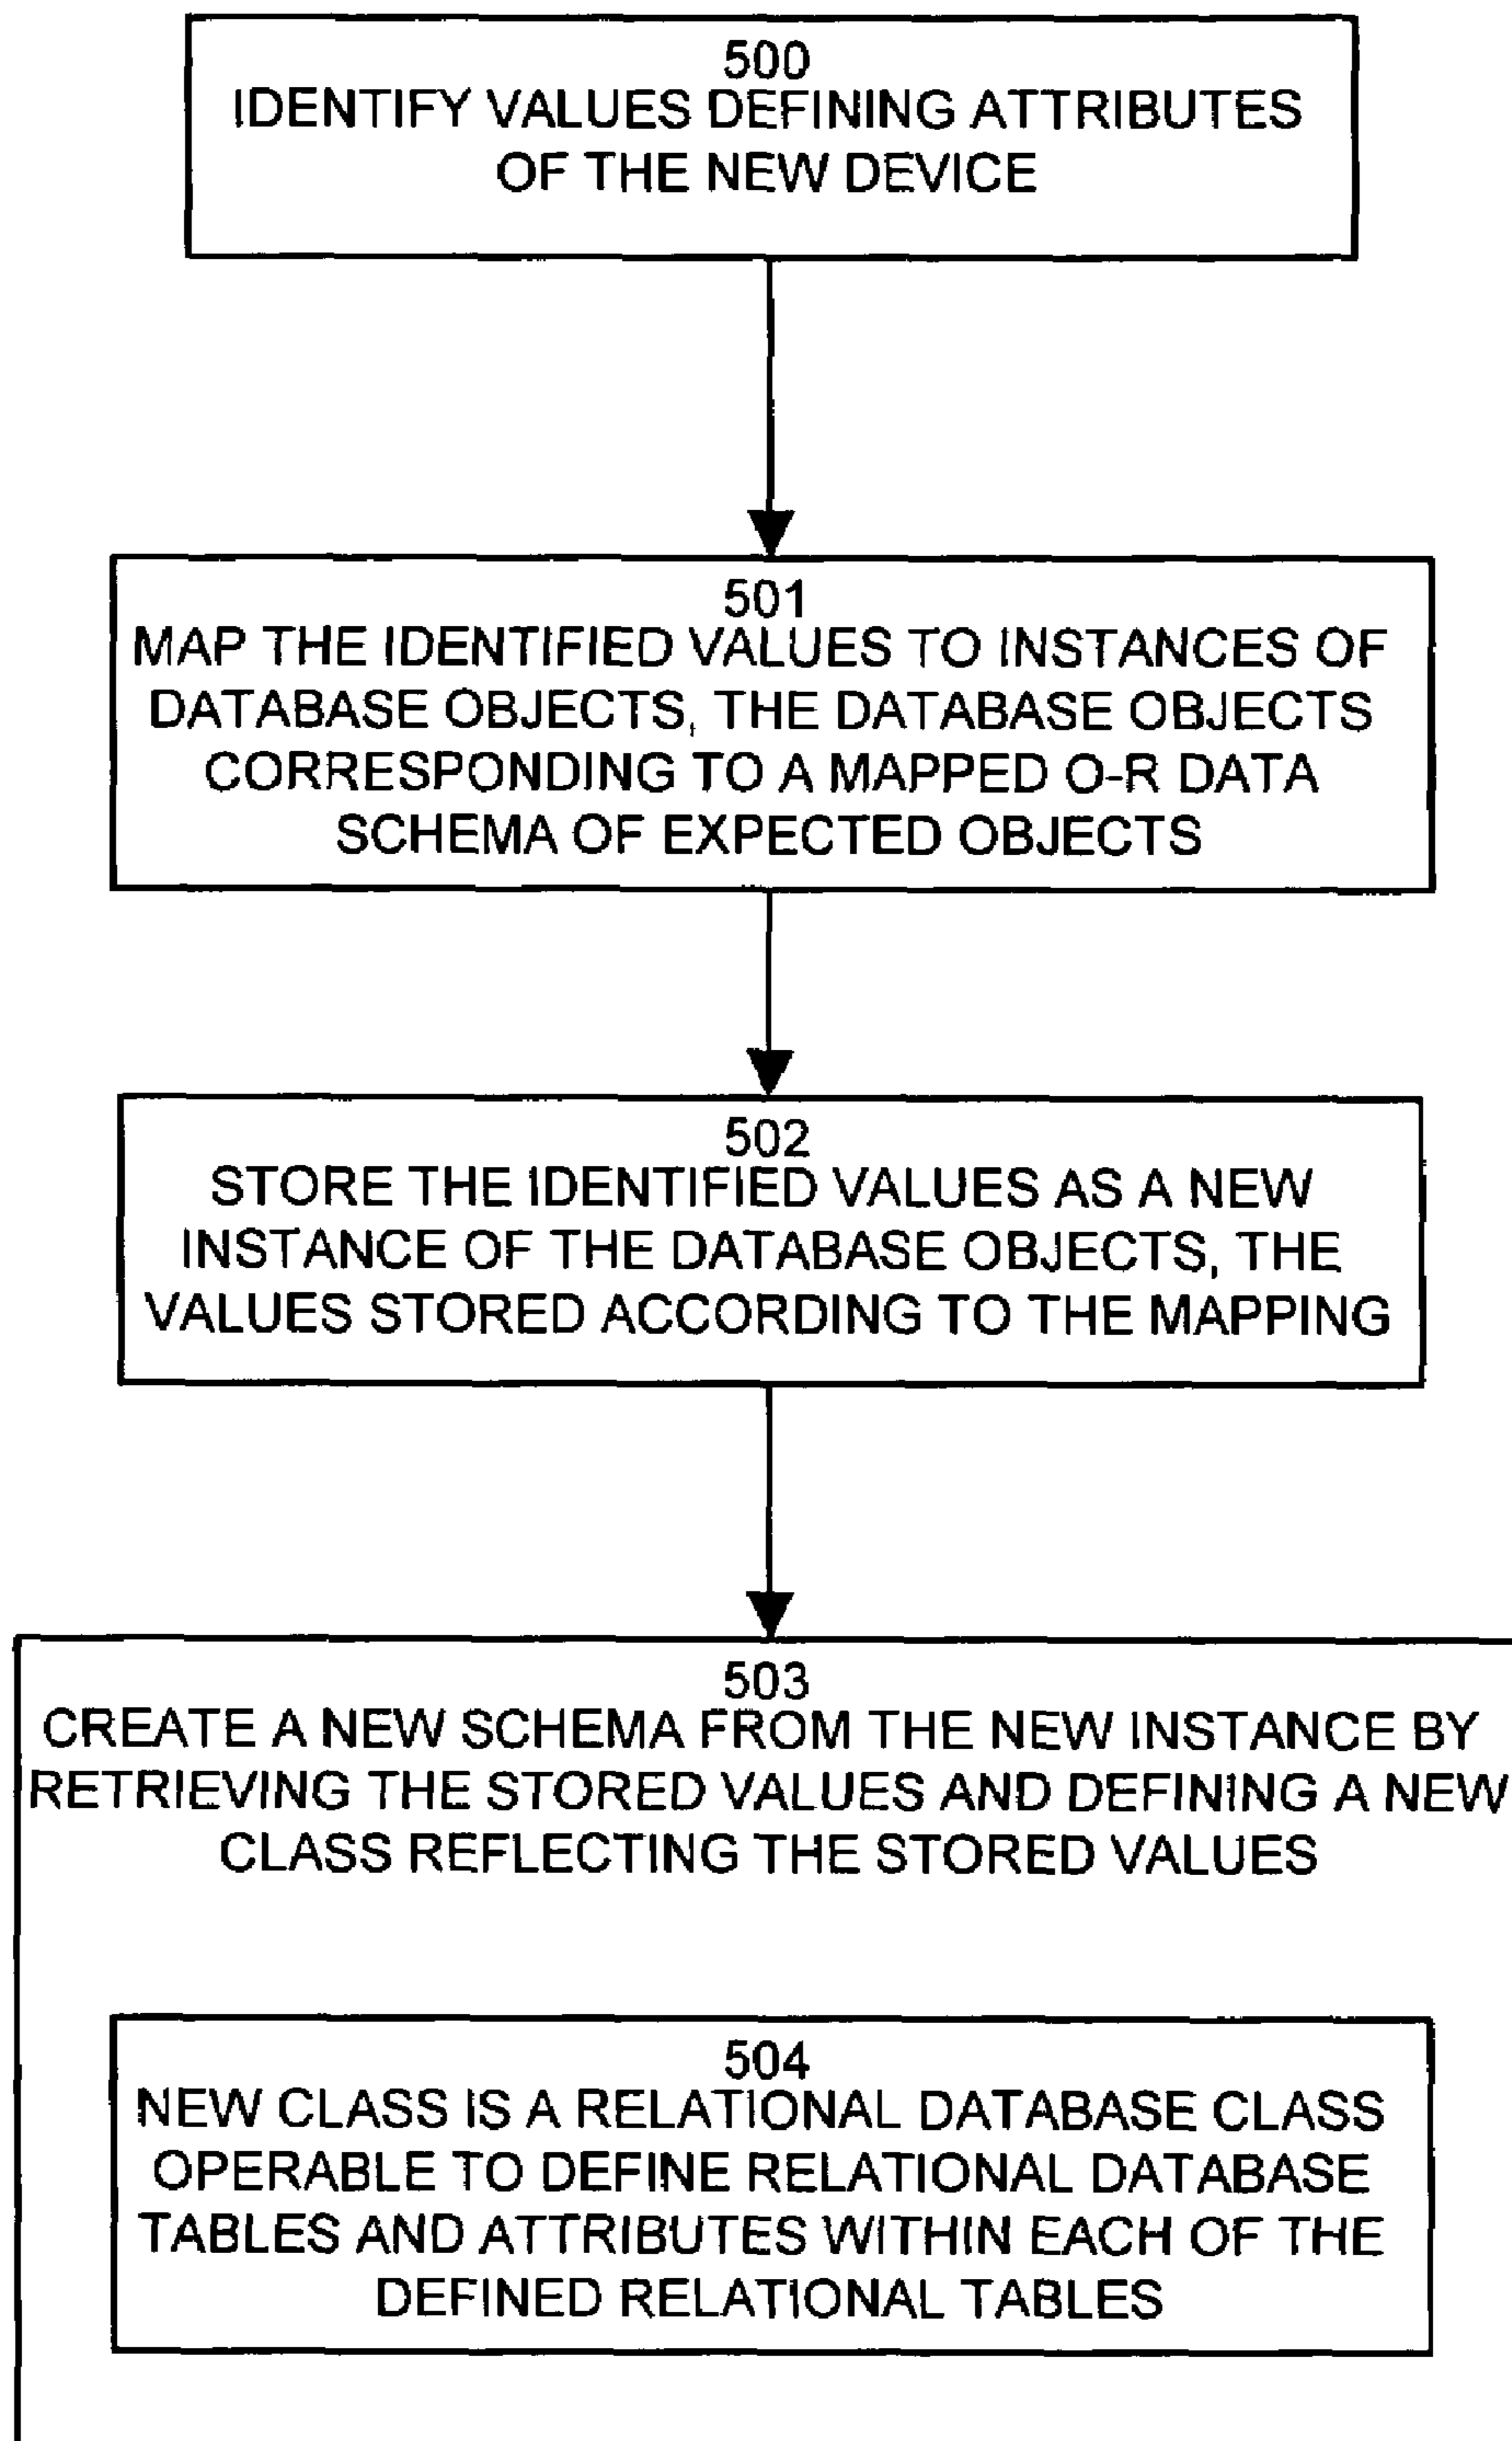 500
IDENTIFY VALUES DEFINING ATTRIBUTES
OF THE NEW DEVICE
501
MAP THE IDENTIFIED VALUES TO INSTANCES OF
DATABASE OBJECTS, THE DATABASE OBJECTS
CORRESPONDING TO A MAPPED O-R DATA
SCHEMA OF EXPECTED OBJECTS
502
STORE THE IDENTIFIED VALUES AS A NEW
INSTANCE OF THE DATABASE OBJECTS, THE
VALUES STORED ACCORDING TO THE MAPPING
503
CREATE A NEW SCHEMA FROM THE NEW INSTANCE BY
RETRIEVING THE STORED VALUES AND DEFINING A NEW
CLASS REFLECTING THE STORED VALUES
504
NEW CLASS IS A RELATIONAL DATABASE CLASS
OPERABLE TO DEFINE RELATIONAL DATABASE
TABLES AND ATTRIBUTES WITHIN EACH OF THE
DEFINED RELATIONAL TABLES